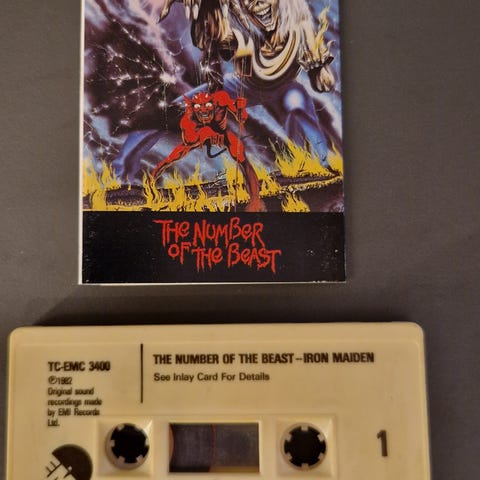 THE NUMBER
OF THE BEAST
TC-EMC 3400
℗1982
Original sound
recordings made
by EMI Records
Ltd.
THE NUMBER OF THE BEAST--IRON MAIDEN
See Inlay Card For Details
1